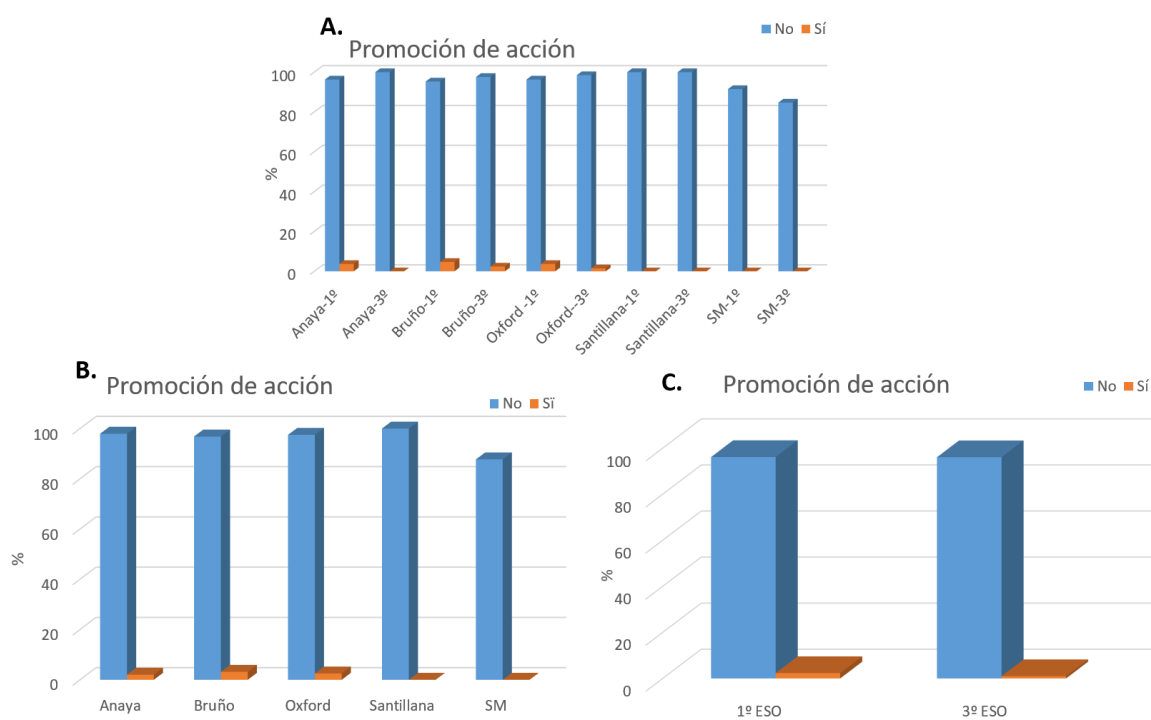 A.
Promoción de acción
No Sí
100
80
60
40
20
0
%
Anaya-1º
Anaya-3º
Bruño-1º
Bruño-3º
Oxford -1º
Oxford--3º
Santillana-1º
Santillana-3º
SM-1º
SM-3º
B.
Promoción de acción
No Sï
100
80
60
40
20
0
%
Anaya Bruño Oxford Santillana SM
C.
Promoción de acción
No Sí
100
80
60
40
20
0
%
1º ESO 3º ESO